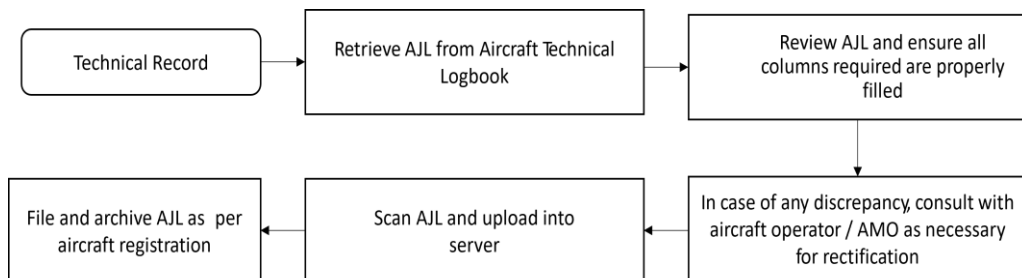 Technical Record
Retrieve AJL from Aircraft Technical
Logbook
Review AJL and ensure all
columns required are properly
filled
In case of any discrepancy, consult with
aircraft operator / AMO as necessary
for rectification
Scan AJL and upload into
server
File and archive AJL as  per
aircraft registration